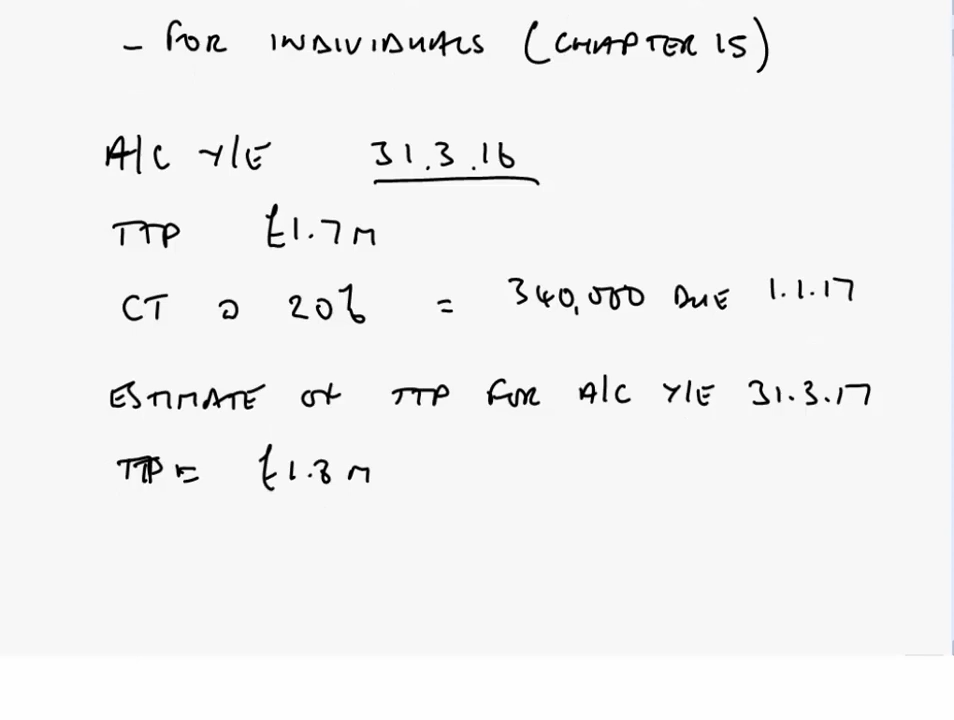 - FOR INDIVIDUALS (CHAPTER 15)
A/C Y/E 31.3.16
TTP £1.7M
CT @ 20% = 340,000 DUE 1.1.17
ESTIMATE OF TTP FOR A/C Y/E 31.3.17
TTP = £1.8M